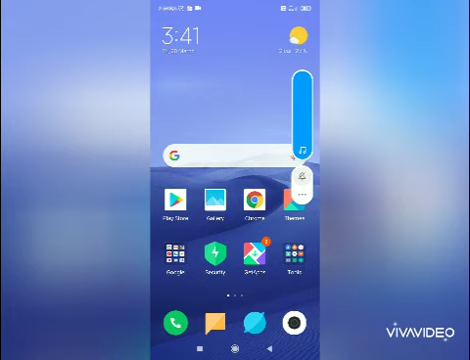 3:41
Play Store
Gallery
Chrome
Themes
Google
Security
GetApps
Tools
VIVAVIDEO